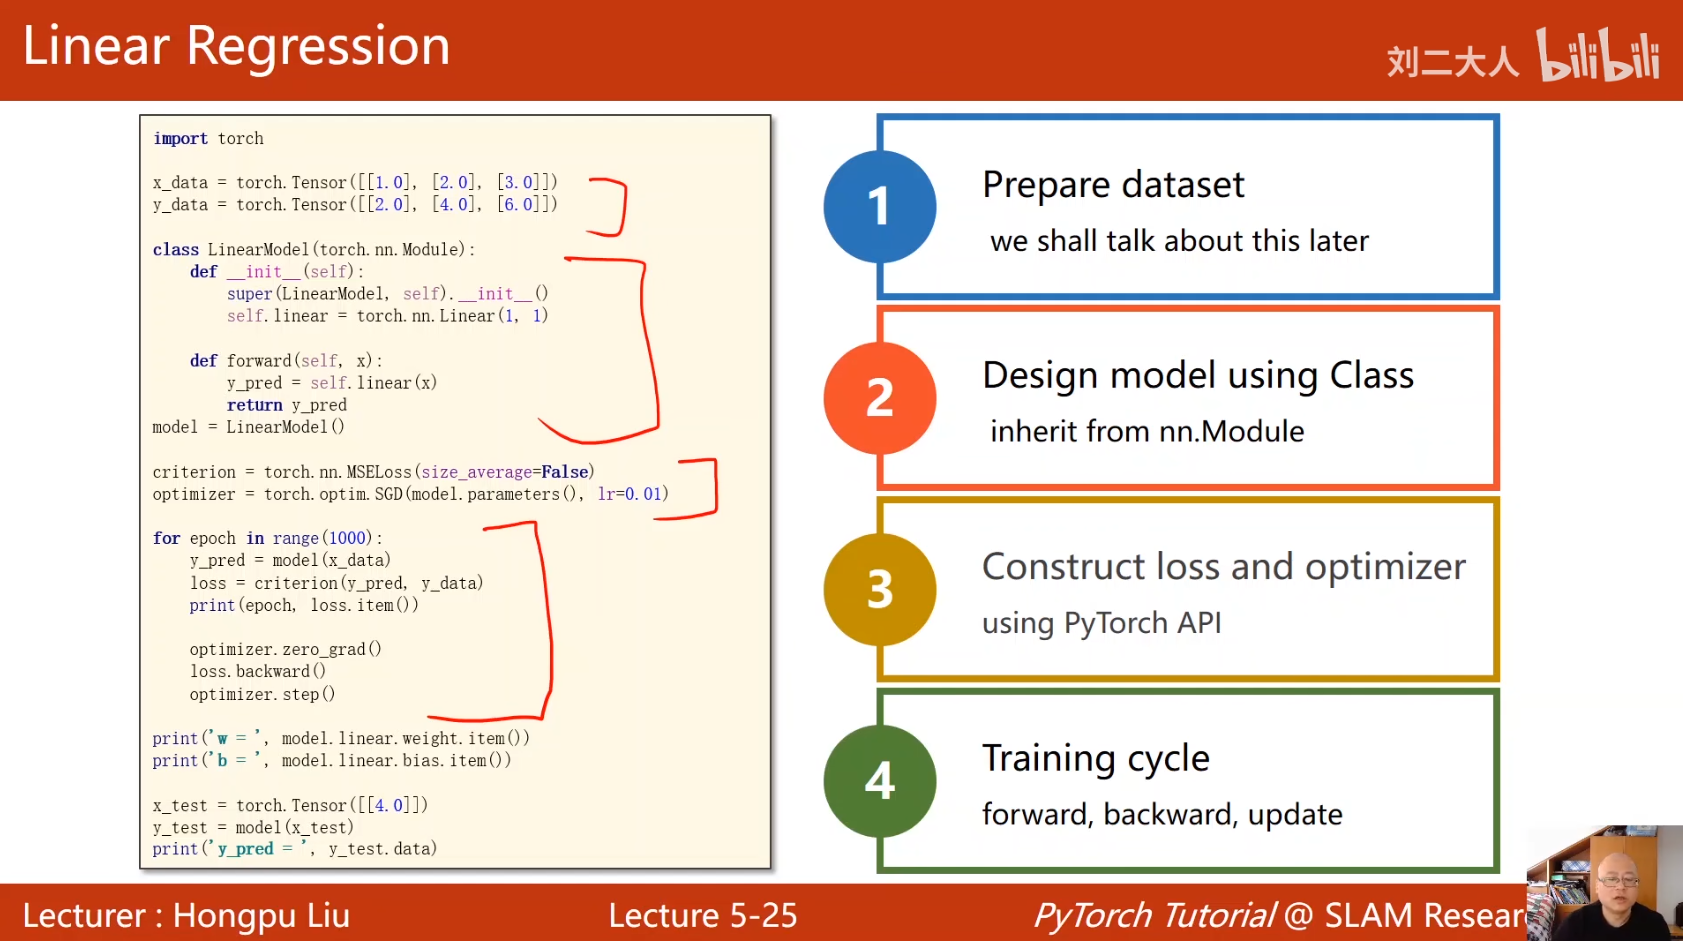 Linear Regression
刘二大人 bilibili
import torch
x_data = torch.Tensor([[1.0], [2.0], [3.0]])
y_data = torch.Tensor([[2.0], [4.0], [6.0]])
class LinearModel(torch.nn.Module):
    def __init__(self):
        super(LinearModel, self).__init__()
        self.linear = torch.nn.Linear(1, 1)
    def forward(self, x):
        y_pred = self.linear(x)
        return y_pred
model = LinearModel()
criterion = torch.nn.MSELoss(size_average=False)
optimizer = torch.optim.SGD(model.parameters(), lr=0.01)
for epoch in range(1000):
    y_pred = model(x_data)
    loss = criterion(y_pred, y_data)
    print(epoch, loss.item())
    optimizer.zero_grad()
    loss.backward()
    optimizer.step()
print('w = ', model.linear.weight.item())
print('b = ', model.linear.bias.item())
x_test = torch.Tensor([[4.0]])
y_test = model(x_test)
print('y_pred = ', y_test.data)
1
Prepare dataset
we shall talk about this later
2
Design model using Class
inherit from nn.Module
3
Construct loss and optimizer
using PyTorch API
4
Training cycle
forward, backward, update
Lecturer : Hongpu Liu
Lecture 5-25
PyTorch Tutorial @ SLAM Resear